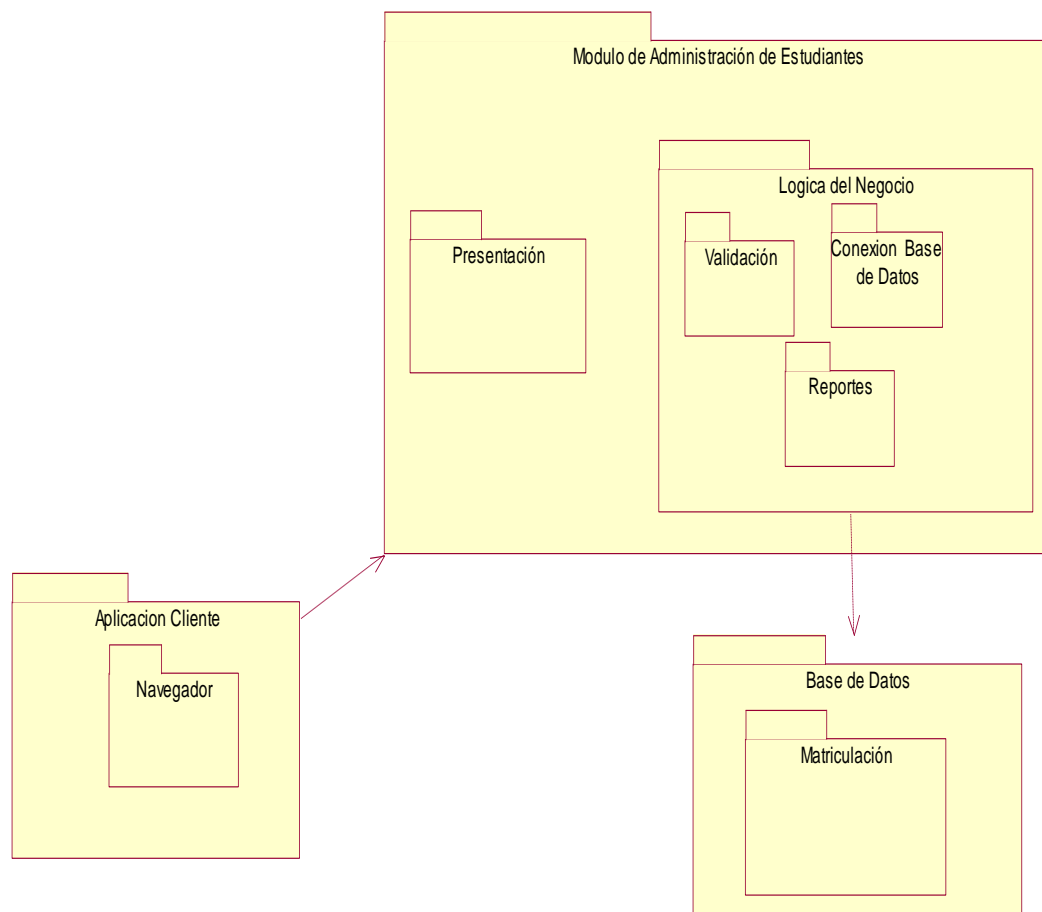 Modulo de Administración de Estudiantes
Logica del Negocio
Presentación
Validación
Conexion Base
de Datos
Reportes
Aplicacion Cliente
Navegador
Base de Datos
Matriculación